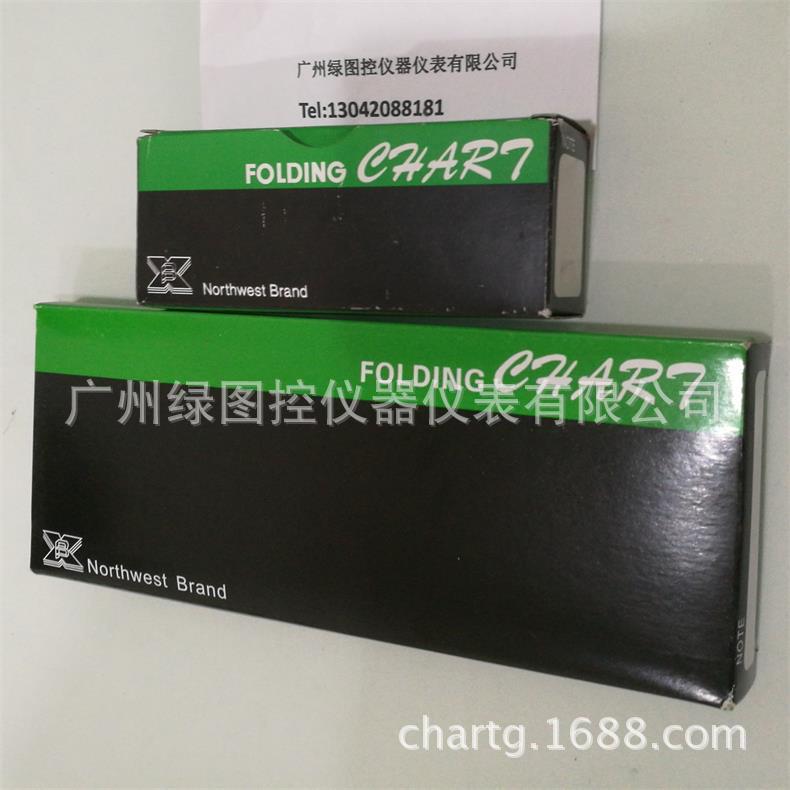 广州绿图控仪器仪表有限公司
Tel:13042088181
FOLDING CHART
NOTE
Northwest Brand
FOLDING CHART
广州绿图控仪器仪表有限公司
Northwest Brand
NOTE
chartg.1688.com